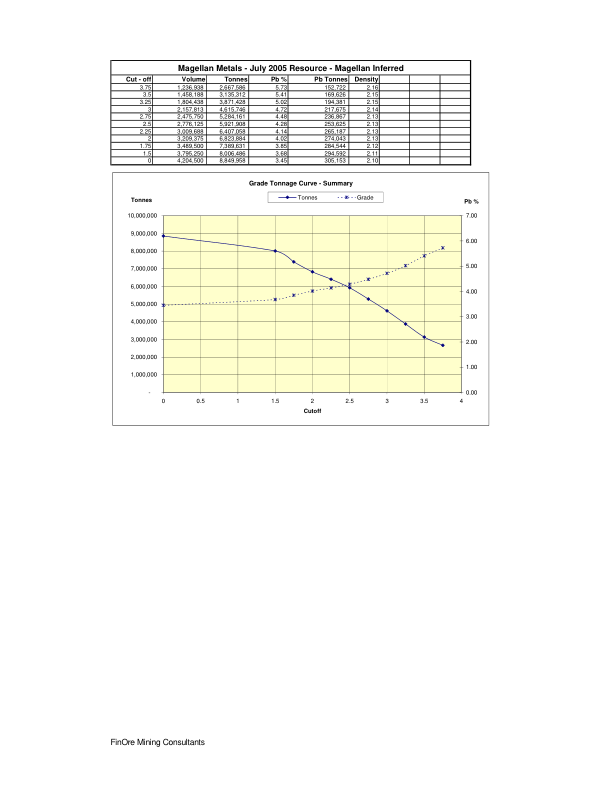 Magellan Metals - July 2005 Resource - Magellan Inferred
Cut - off Volume Tonnes Pb % Pb Tonnes Density
3.75 1,236,938 2,667,586 5.73 152,722 2.16
3.5 1,458,188 3,135,312 5.41 169,626 2.15
3.25 1,804,438 3,871,428 5.02 194,381 2.15
3 2,157,813 4,615,746 4.72 217,675 2.14
2.75 2,475,750 5,284,161 4.48 236,867 2.13
2.5 2,776,125 5,921,908 4.28 253,625 2.13
2.25 3,009,688 6,407,058 4.14 265,187 2.13
2 3,209,375 6,823,884 4.02 274,043 2.13
1.75 3,489,500 7,389,631 3.85 284,544 2.12
1.5 3,795,250 8,006,486 3.68 294,592 2.11
0 4,204,500 8,849,958 3.45 305,153 2.10
Grade Tonnage Curve - Summary
Tonnes Grade
Tonnes Pb %
10,000,000 7.00
9,000,000 6.00
8,000,000
7,000,000 5.00
6,000,000 4.00
5,000,000
4,000,000 3.00
3,000,000 2.00
2,000,000
1,000,000 1.00
- 0.00
0 0.5 1 1.5 2 2.5 3 3.5 4
Cutoff
FinOre Mining Consultants